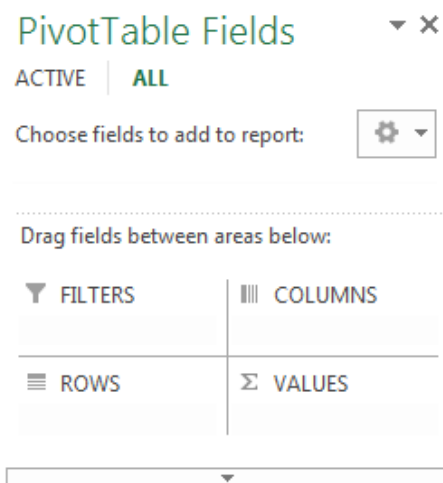 PivotTable Fields
ACTIVE ALL
Choose fields to add to report:
Drag fields between areas below:
FILTERS COLUMNS
ROWS Σ VALUES